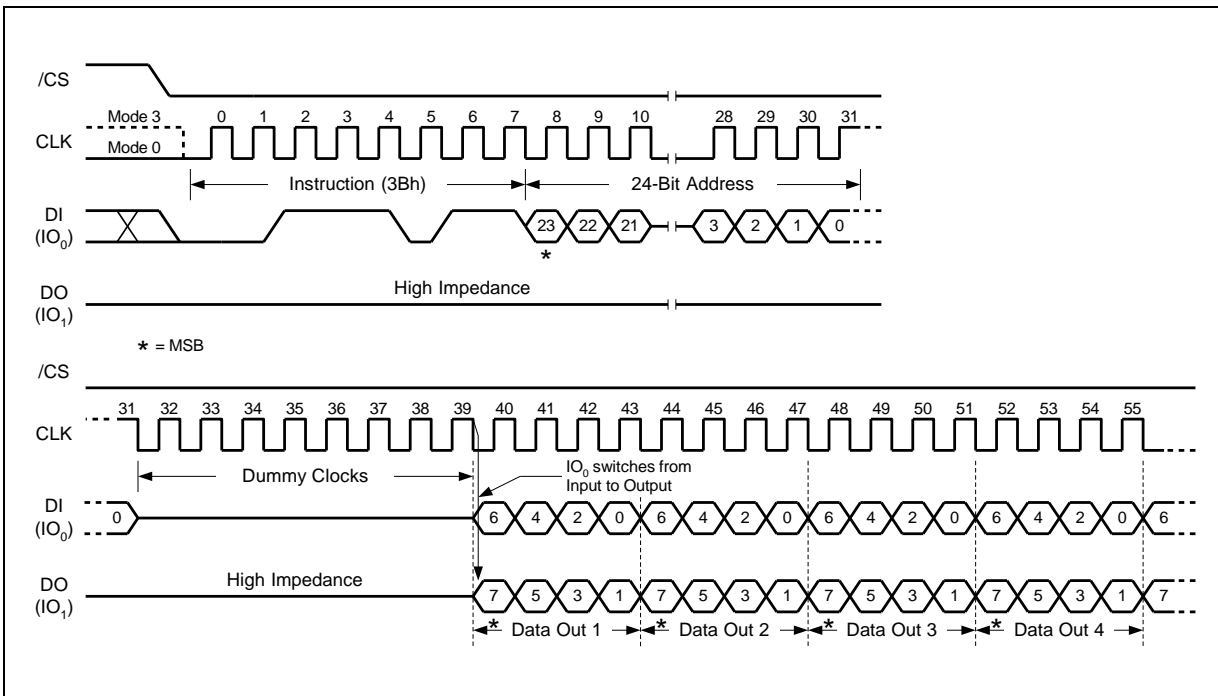 /CS
Mode 3 0 1 2 3 4 5 6 7 8 9 10 28 29 30 31
CLK
Mode 0
Instruction (3Bh) 24-Bit Address
DI
(IO0) 23 22 21 3 2 1 0
*
DO High Impedance
(IO1)
* = MSB
/CS
31 32 33 34 35 36 37 38 39 40 41 42 43 44 45 46 47 48 49 50 51 52 53 54 55
CLK
Dummy Clocks
IO0 switches from
Input to Output
DI
(IO0) 0 6 4 2 0 6 4 2 0 6 4 2 0 6 4 2 0 6
DO High Impedance
(IO1) 7 5 3 1 7 5 3 1 7 5 3 1 7 5 3 1 7
* Data Out 1 * Data Out 2 * Data Out 3 * Data Out 4